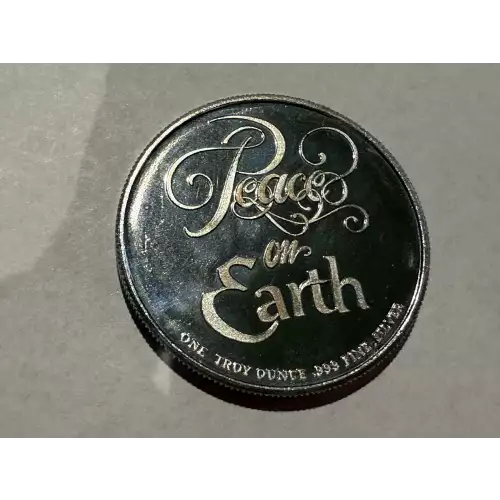 Peace
on
Earth
ONE TROY OUNCE .999 FINE SILVER